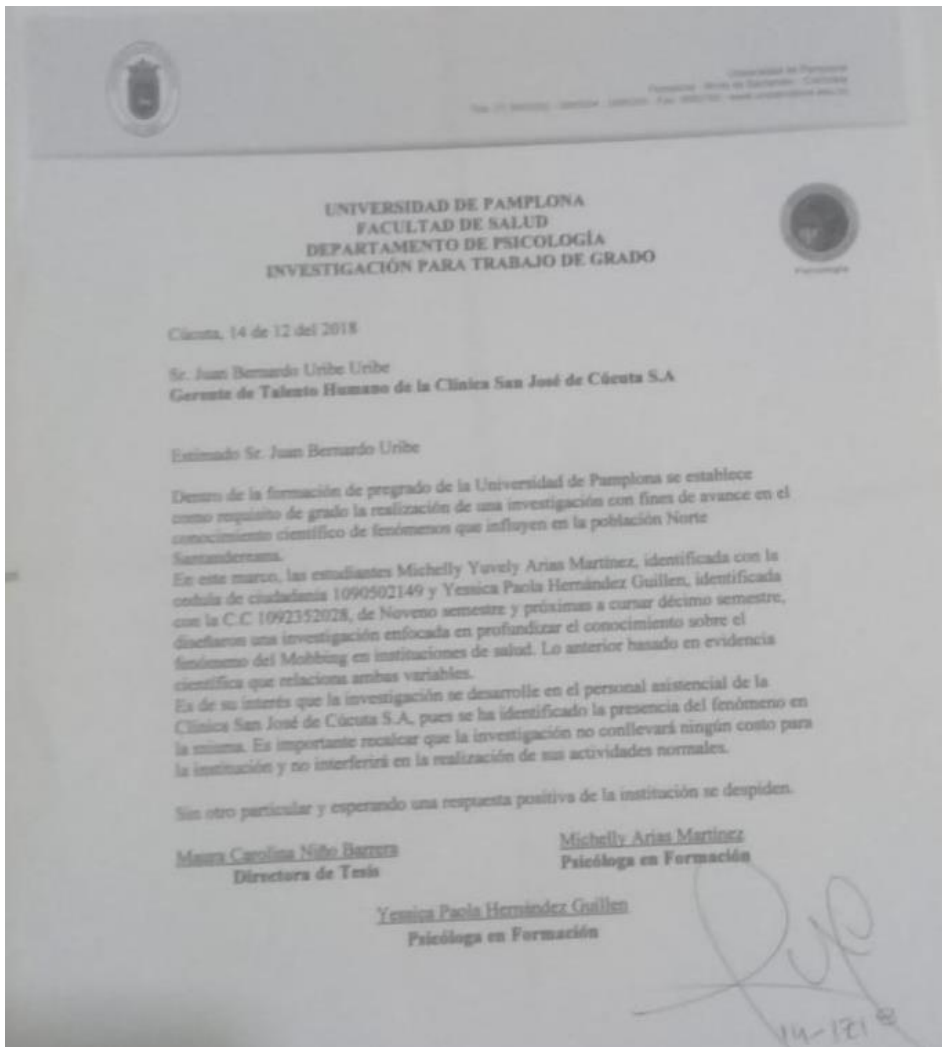 Universidad de Pamplona
UNIVERSIDAD DE PAMPLONA
FACULTAD DE SALUD
DEPARTAMENTO DE PSICOLOGÍA
INVESTIGACIÓN PARA TRABAJO DE GRADO
Psicología
Cúcuta, 14 de 12 del 2018
Sr. Juan Bernardo Uribe Uribe
Gerente de Talento Humano de la Clínica San José de Cúcuta S.A
Estimado Sr. Juan Bernardo Uribe
Dentro de la formación de pregrado de la Universidad de Pamplona se establece
como requisito de grado la realización de una investigación con fines de avance en el
conocimiento científico de fenómenos que influyen en la población Norte
Santandereana.
En este marco, las estudiantes Michelly Yuvely Arias Martínez, identificada con la
cedula de ciudadanía 1090502149 y Yessica Paola Hernández Guillen, identificada
con la C.C 1092352028, de Noveno semestre y próximas a cursar décimo semestre,
diseñaron una investigación enfocada en profundizar el conocimiento sobre el
fenómeno del Mobbing en instituciones de salud. Lo anterior basado en evidencia
científica que relaciona ambas variables.
Es de su interés que la investigación se desarrolle en el personal asistencial de la
Clínica San José de Cúcuta S.A, pues se ha identificado la presencia del fenómeno en
la misma. Es importante recalcar que la investigación no conllevará ningún costo para
la institución y no interferirá en la realización de sus actividades normales.
Sin otro particular y esperando una respuesta positiva de la institución se despiden.
Maura Carolina Niño Barrera
Directora de Tesis
Michelly Arias Martínez
Psicóloga en Formación
Yessica Paola Hernández Guillen
Psicóloga en Formación